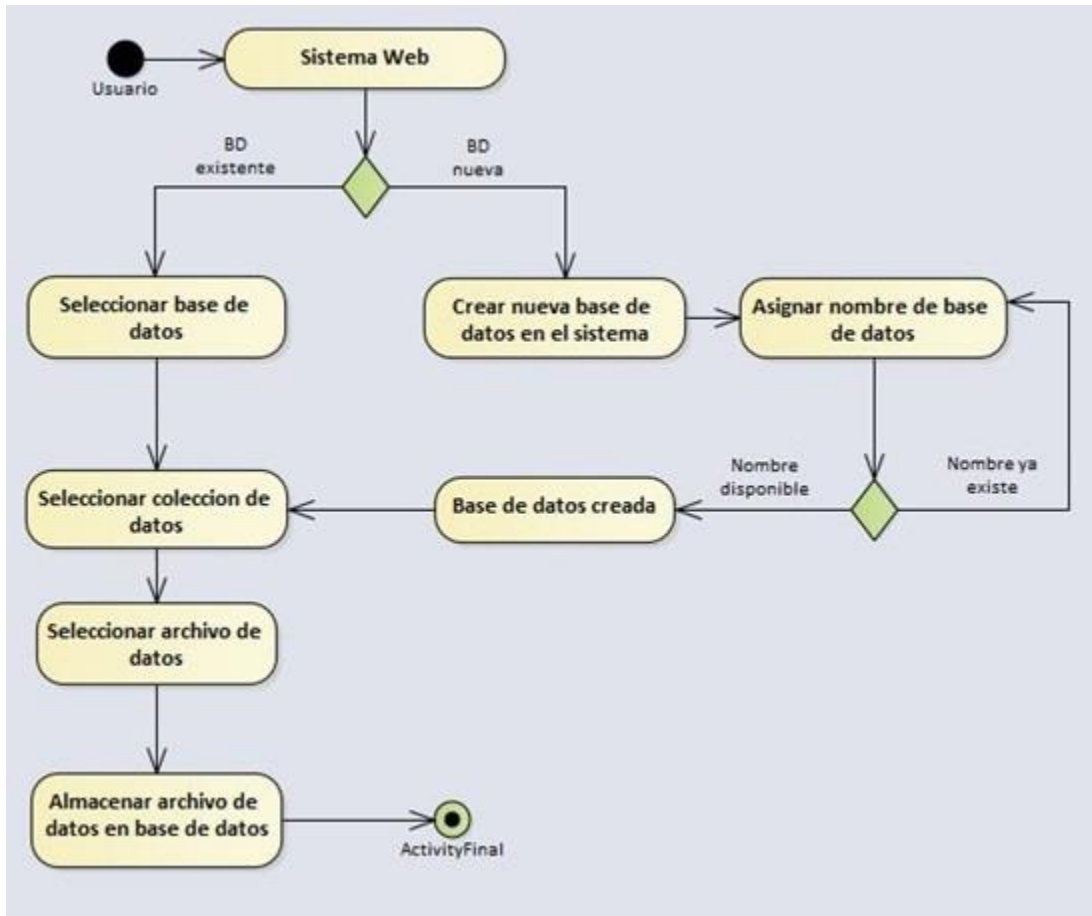 Sistema Web
Usuario
BD
existente
BD
nueva
Seleccionar base de
datos
Crear nueva base de
datos en el sistema
Asignar nombre de base
de datos
Nombre
disponible
Nombre ya
existe
Seleccionar coleccion de
datos
Base de datos creada
Seleccionar archivo de
datos
Almacenar archivo de
datos en base de datos
ActivityFinal